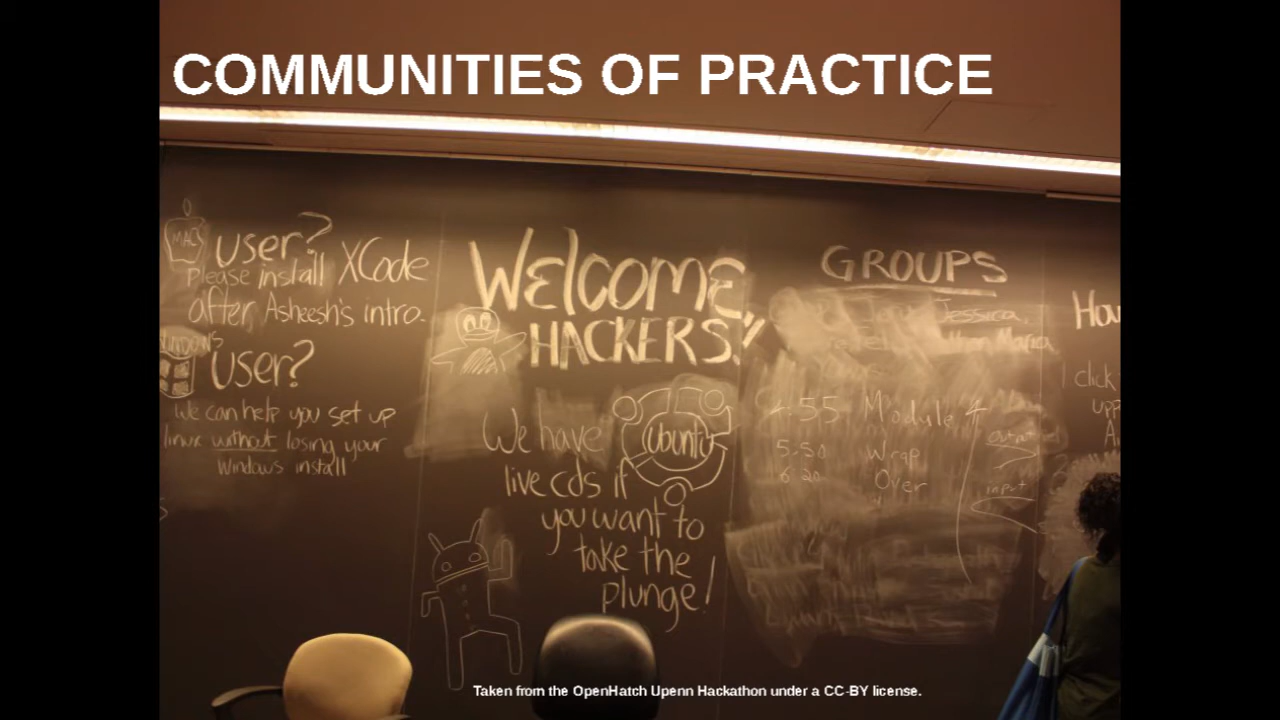 COMMUNITIES OF PRACTICE
MACS
user?
please install XCode
after Asheesh's intro.
WINDOWS
user?
We can help you set up
linux without losing your
Windows install
Welcome,
HACKERS!
We have
ubuntu
live cds if
you want to
take the
plunge!
GROUPS
Jessica,
4:55 Module 4
5:50 Wrap
6:20 Over
output
input
click
Taken from the OpenHatch Upenn Hackathon under a CC-BY license.